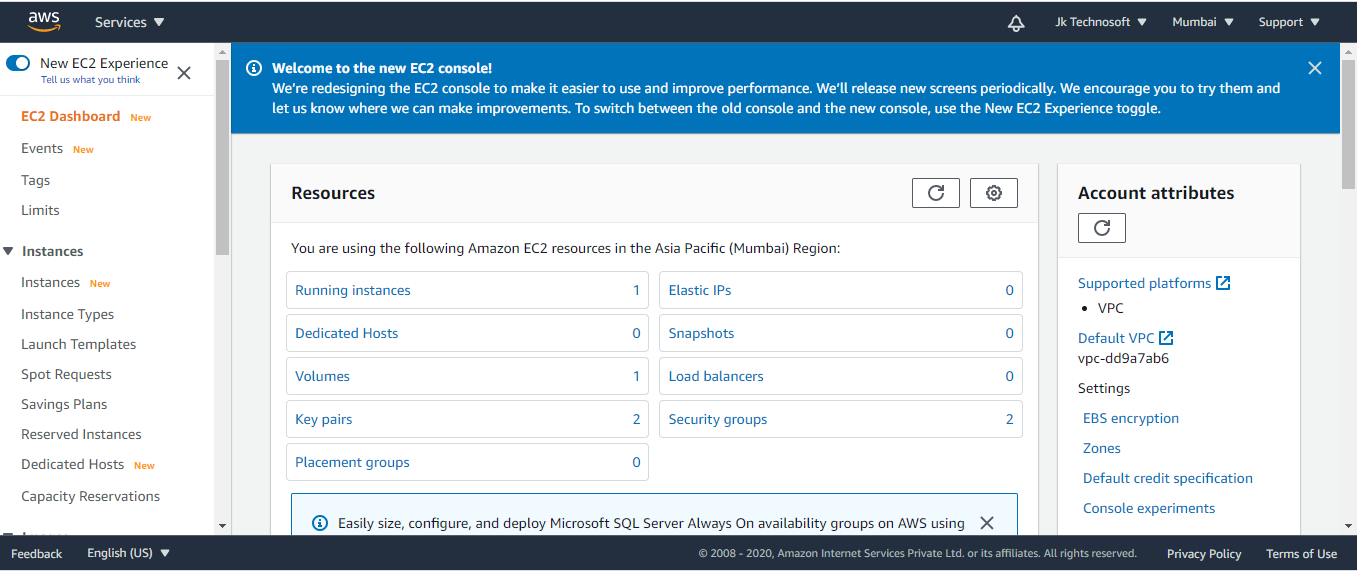 aws
Services
Jk Technosoft
Mumbai
Support
New EC2 Experience
Tell us what you think
EC2 Dashboard New
Events New
Tags
Limits
Instances
Instances New
Instance Types
Launch Templates
Spot Requests
Savings Plans
Reserved Instances
Dedicated Hosts New
Capacity Reservations
Welcome to the new EC2 console!
We're redesigning the EC2 console to make it easier to use and improve performance. We'll release new screens periodically. We encourage you to try them and
let us know where we can make improvements. To switch between the old console and the new console, use the New EC2 Experience toggle.
Resources
You are using the following Amazon EC2 resources in the Asia Pacific (Mumbai) Region:
Running instances 1
Elastic IPs 0
Dedicated Hosts 0
Snapshots 0
Volumes 1
Load balancers 0
Key pairs 2
Security groups 2
Placement groups 0
Easily size, configure, and deploy Microsoft SQL Server Always On availability groups on AWS using
Account attributes
Supported platforms
• VPC
Default VPC
vpc-dd9a7ab6
Settings
EBS encryption
Zones
Default credit specification
Console experiments
Feedback
English (US)
© 2008 - 2020, Amazon Internet Services Private Ltd. or its affiliates. All rights reserved.
Privacy Policy
Terms of Use